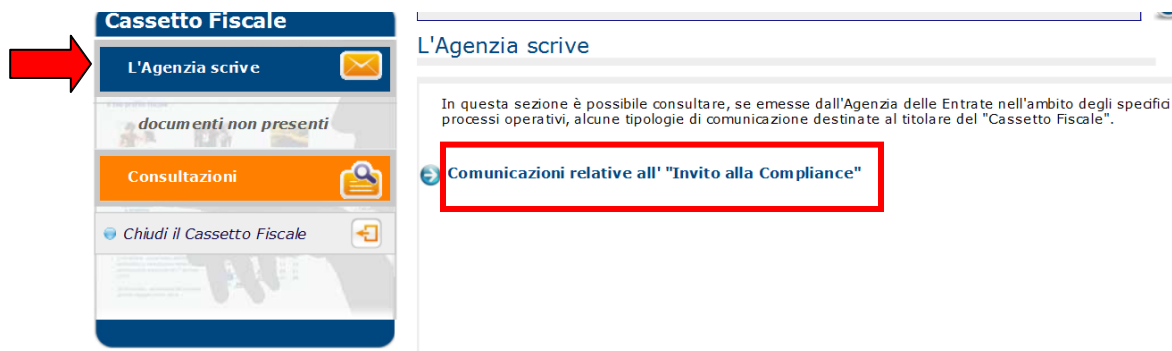 Cassetto Fiscale
L'Agenzia scrive
documenti non presenti
Consultazioni
Chiudi il Cassetto Fiscale
L'Agenzia scrive
In questa sezione è possibile consultare, se emesse dall'Agenzia delle Entrate nell'ambito degli specifici
processi operativi, alcune tipologie di comunicazione destinate al titolare del "Cassetto Fiscale".
Comunicazioni relative all' "Invito alla Compliance"